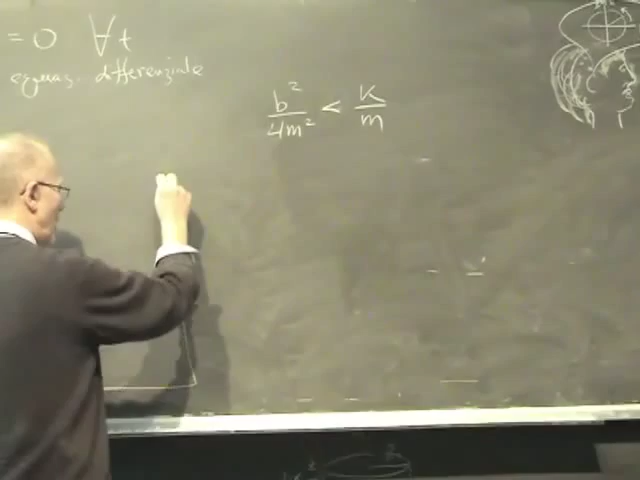 = 0 ∀t
equaz. differenziale
b²/4m² < K/m